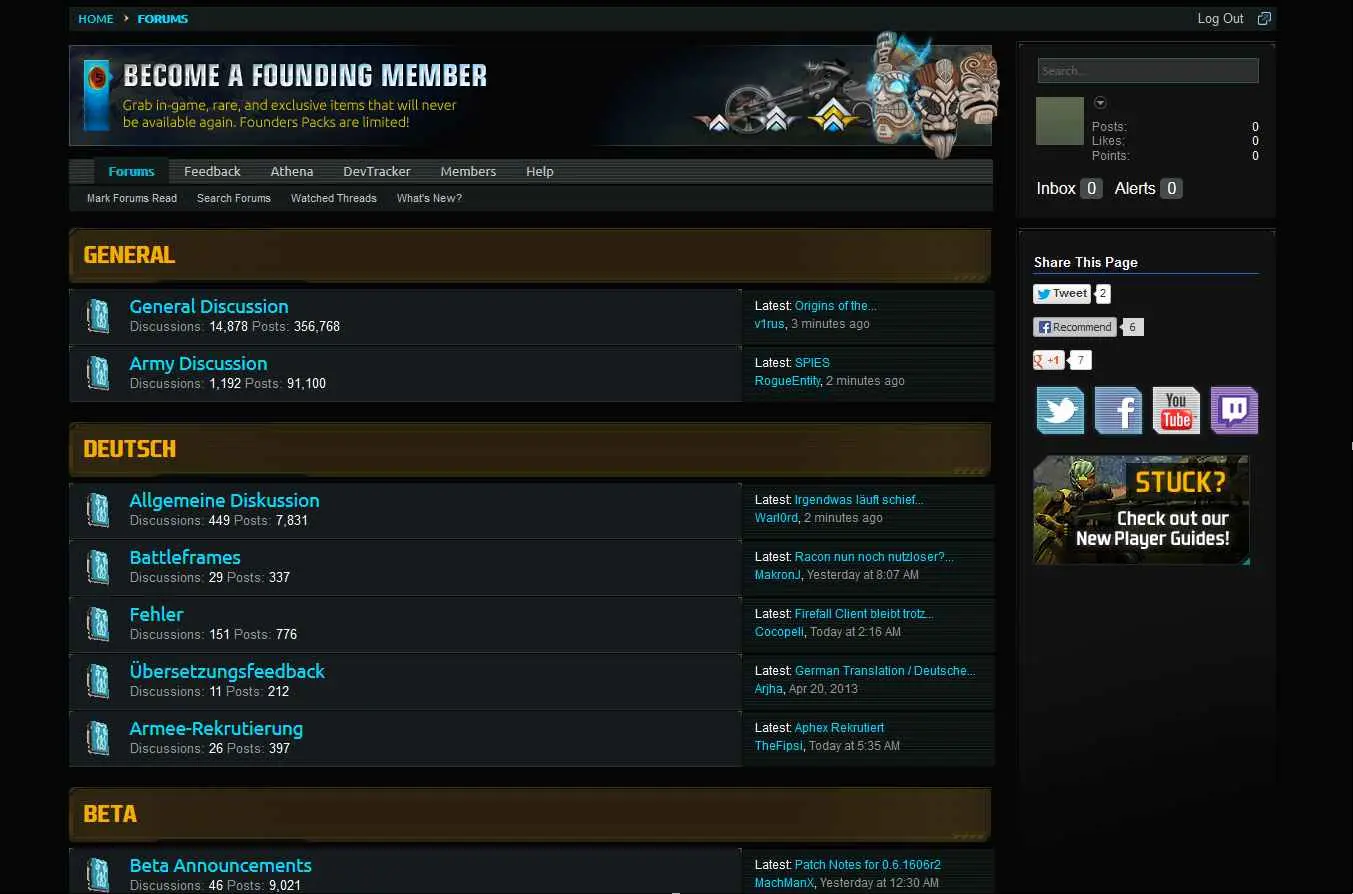 HOME FORUMS
Log Out
BECOME A FOUNDING MEMBER
Grab in-game, rare, and exclusive items that will never
be available again. Founders Packs are limited!
Forums Feedback Athena DevTracker Members Help
Mark Forums Read Search Forums Watched Threads What's New?
GENERAL
General Discussion
Discussions: 14,878 Posts: 356,768
Latest: Origins of the...
v1rus, 3 minutes ago
Army Discussion
Discussions: 1,192 Posts: 91,100
Latest: SPIES
RogueEntity, 2 minutes ago
DEUTSCH
Allgemeine Diskussion
Discussions: 449 Posts: 7,831
Latest: Irgendwas läuft schief...
Warl0rd, 2 minutes ago
Battleframes
Discussions: 29 Posts: 337
Latest: Racon nun noch nutzloser?...
MakronJ, Yesterday at 8:07 AM
Fehler
Discussions: 151 Posts: 776
Latest: Firefall Client bleibt trotz...
Cocopeli, Today at 2:16 AM
Übersetzungsfeedback
Discussions: 11 Posts: 212
Latest: German Translation / Deutsche...
Arjha, Apr 20, 2013
Armee-Rekrutierung
Discussions: 26 Posts: 397
Latest: Aphex Rekrutiert
TheFipsi, Today at 5:35 AM
BETA
Beta Announcements
Discussions: 46 Posts: 9,021
Latest: Patch Notes for 0.6.1606r2
MachManX, Yesterday at 12:30 AM
Search...
Posts: 0
Likes: 0
Points: 0
Inbox 0 Alerts 0
Share This Page
Tweet 2
Recommend 6
g +1 7
You
Tube
STUCK?
Check out our
New Player Guides!